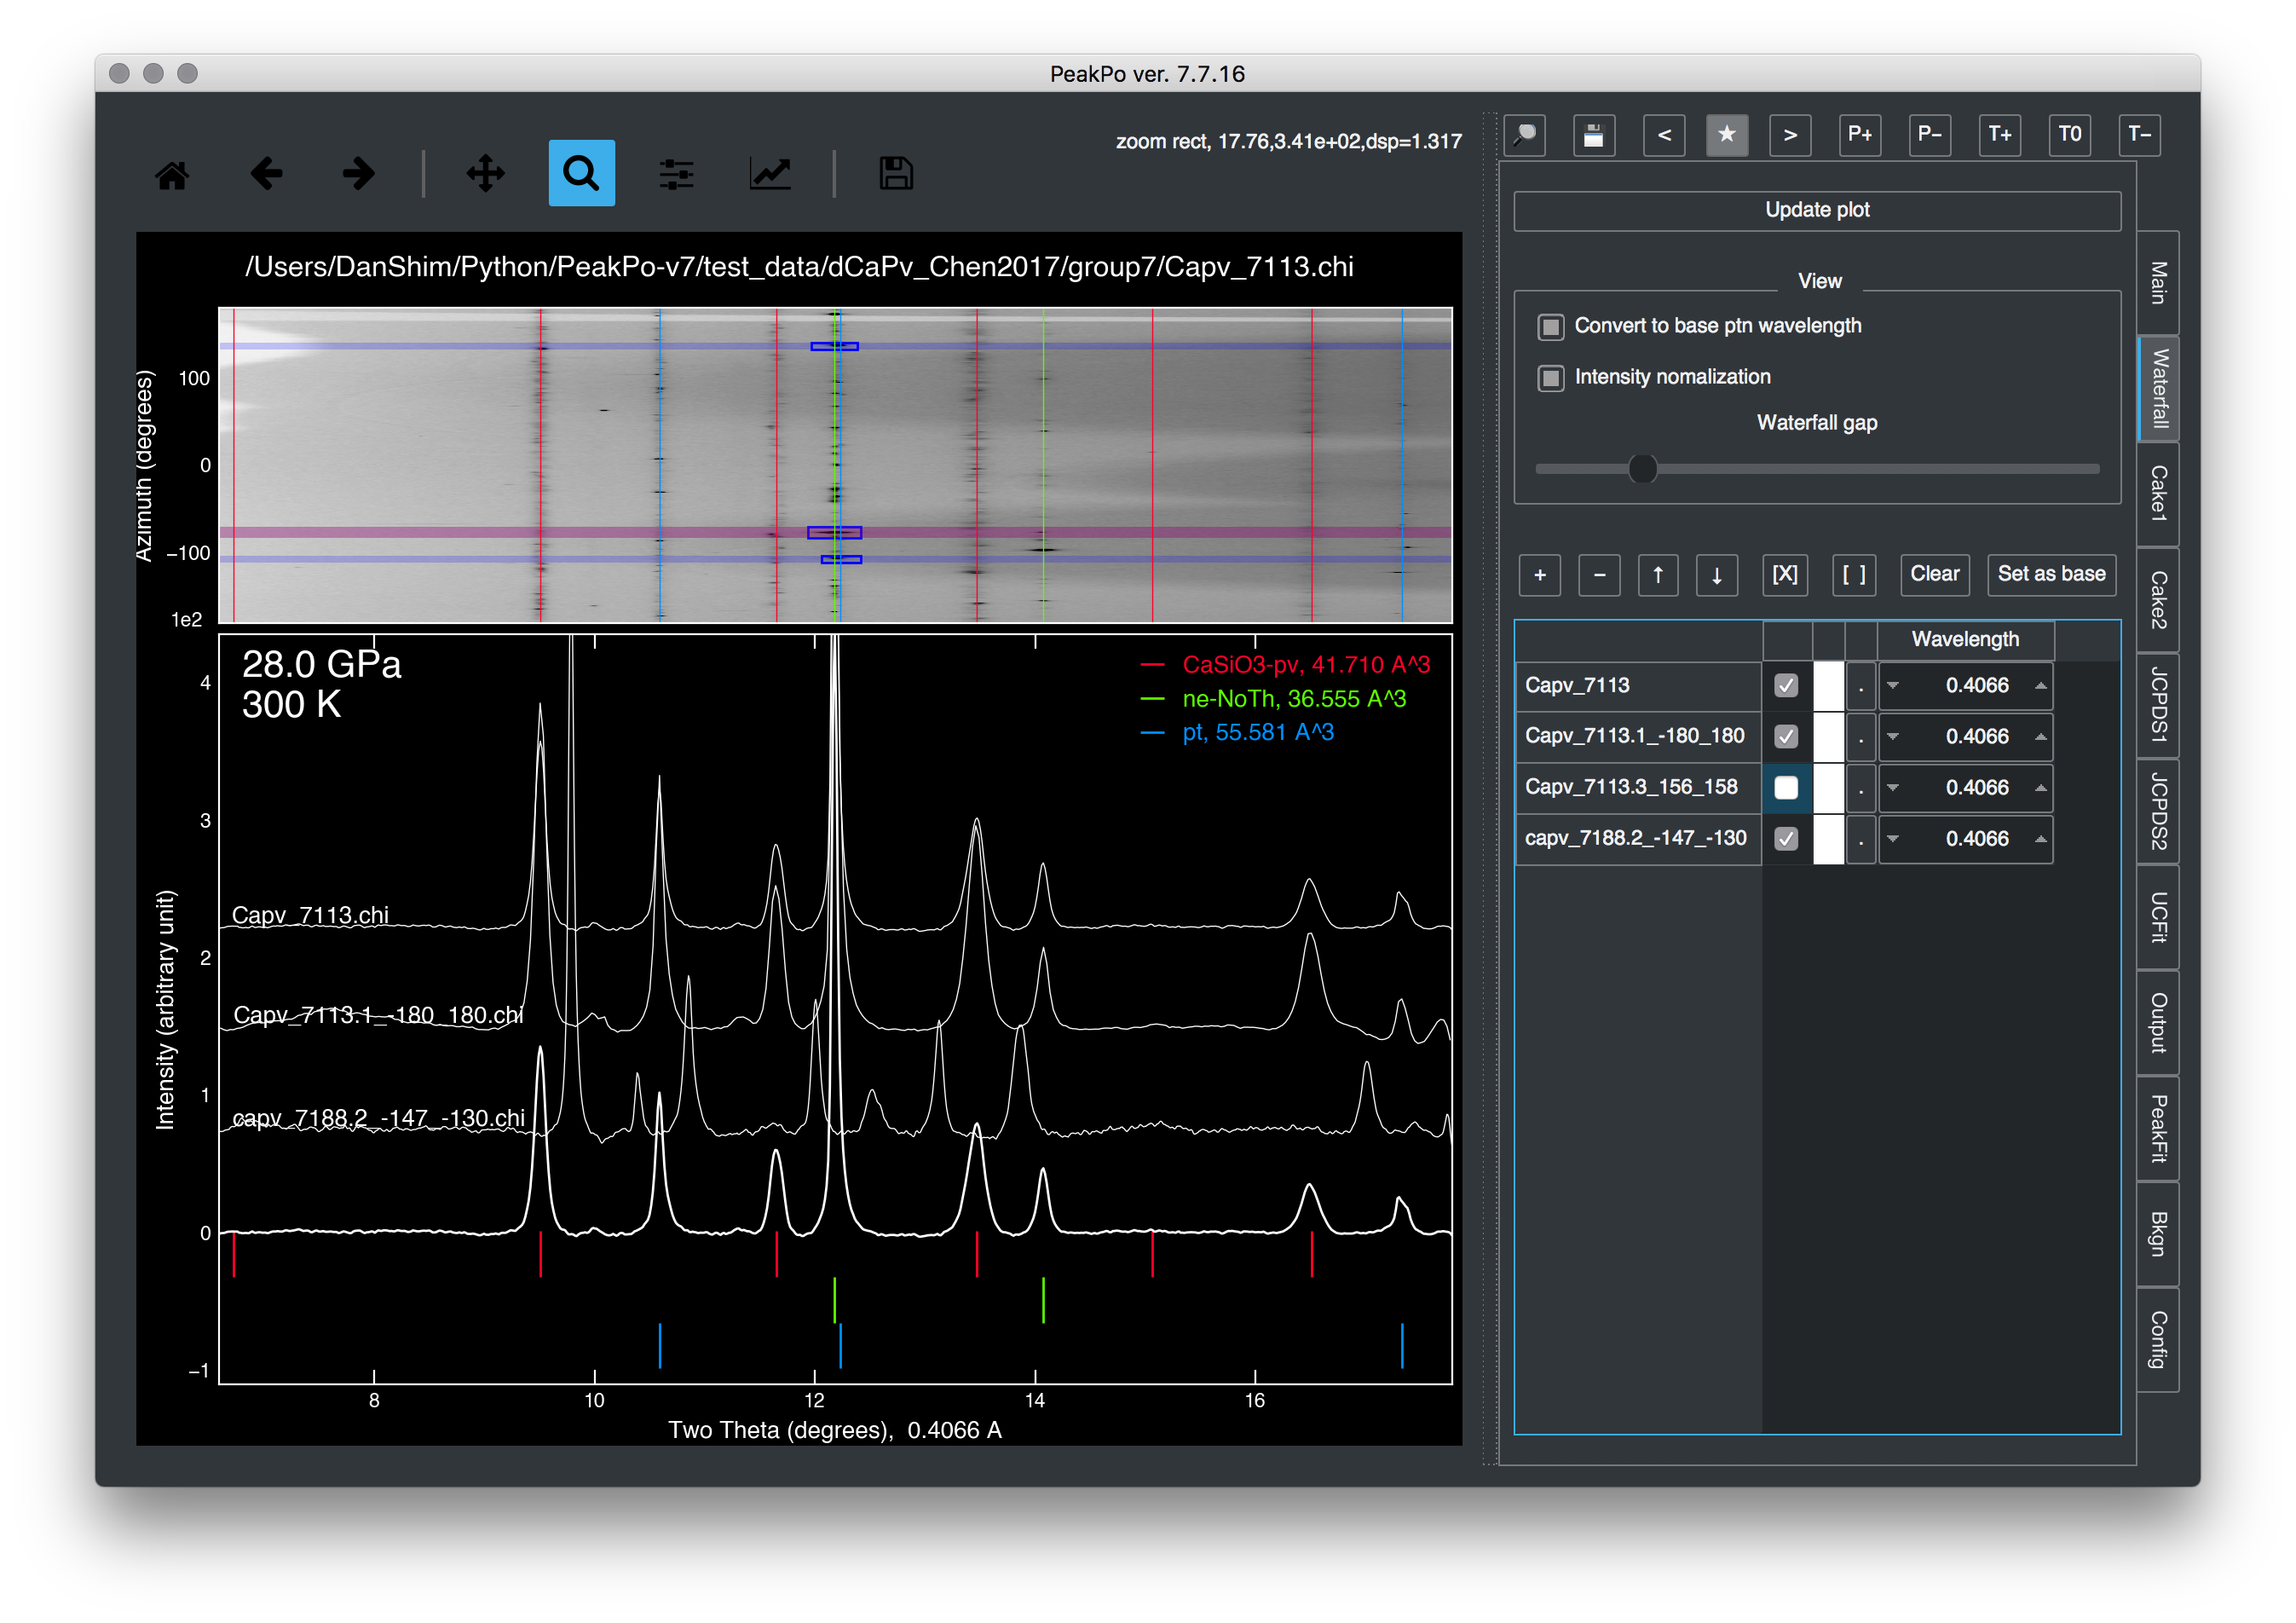 PeakPo ver. 7.7.16
zoom rect, 17.76,3.41e+02,dsp=1.317
< ★ > P+ P− T+ T0 T−
/Users/DanShim/Python/PeakPo-v7/test_data/dCaPv_Chen2017/group7/Capv_7113.chi
Azimuth (degrees)
100
0
−100
1e2
28.0 GPa
300 K
CaSiO3-pv, 41.710 A^3
ne-NoTh, 36.555 A^3
pt, 55.581 A^3
Intensity (arbitrary unit)
4
3
2
1
0
−1
Capv_7113.chi
Capv_7113.1_-180_180.chi
capv_7188.2_-147_-130.chi
8 10 12 14 16
Two Theta (degrees),  0.4066 A
Update plot
View
Convert to base ptn wavelength
Intensity nomalization
Waterfall gap
+ − ↑ ↓ [X] [ ] Clear Set as base
Wavelength
Capv_7113 . 0.4066
Capv_7113.1_-180_180 . 0.4066
Capv_7113.3_156_158 . 0.4066
capv_7188.2_-147_-130 . 0.4066
Main
Waterfall
Cake1
Cake2
JCPDS1
JCPDS2
UCFit
Output
PeakFit
Bkgn
Config